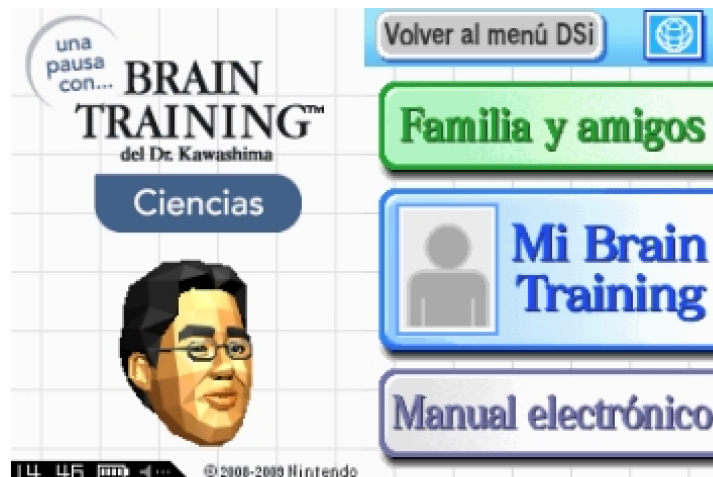 una
pausa
con...
BRAIN
TRAINING™
del Dr. Kawashima
Ciencias
14 46
© 2008-2009 Nintendo
Volver al menú DSi
Familia y amigos
Mi Brain
Training
Manual electrónico